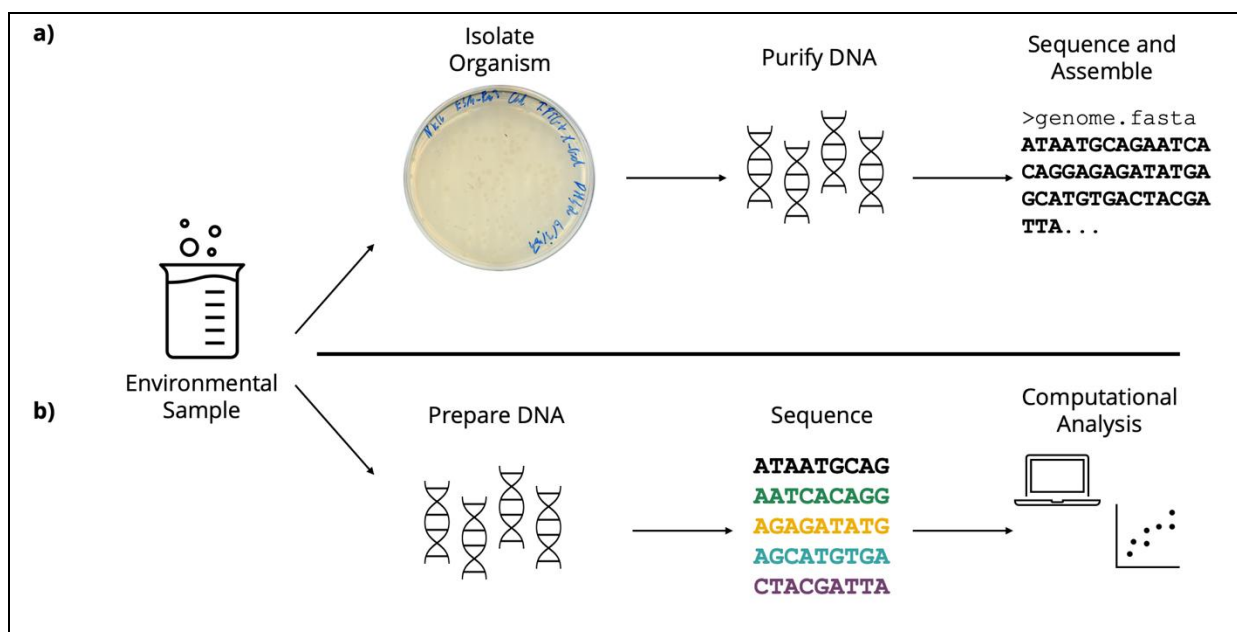 a)
Isolate
Organism
Purify DNA
Sequence and
Assemble
>genome.fasta
ATAATGCAGAATCA
CAGGAGAGATATGA
GCATGTGACTACGA
TTA...
Environmental
Sample
b)
Prepare DNA
Sequence
Computational
Analysis
ATAATGCAG
AATCACAGG
AGAGATATG
AGCATGTGA
CTACGATTA